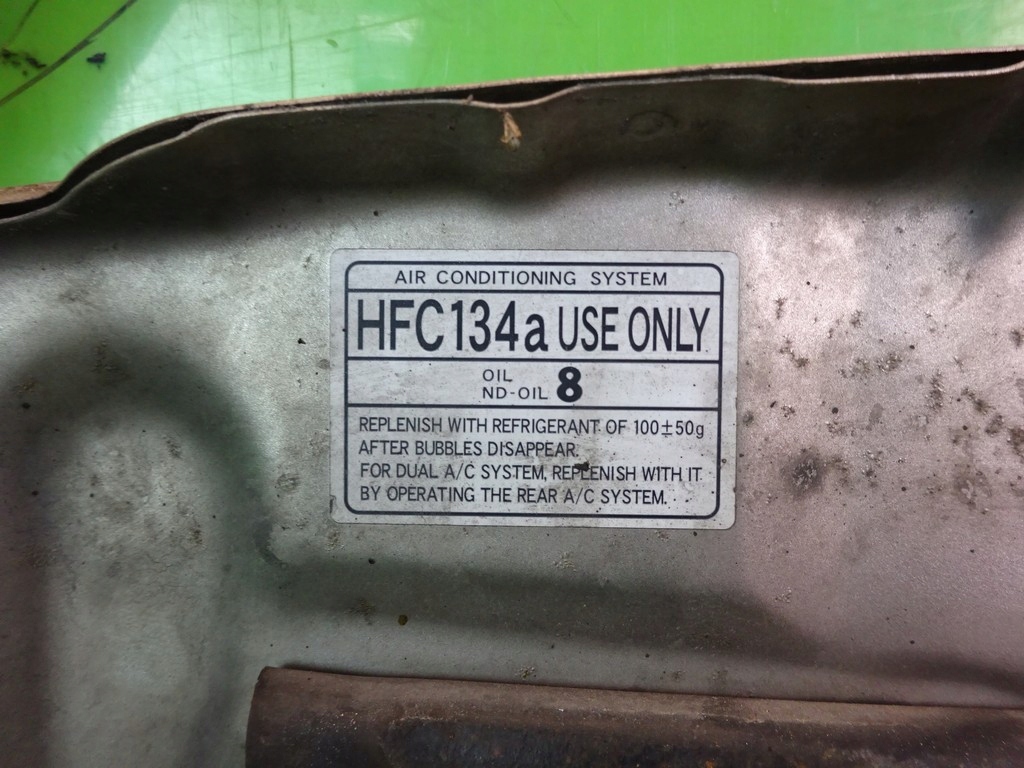 AIR CONDITIONING SYSTEM
HFC134a USE ONLY
OIL
ND-OIL 8
REPLENISH WITH REFRIGERANT OF 100±50g
AFTER BUBBLES DISAPPEAR.
FOR DUAL A/C SYSTEM, REPLENISH WITH IT
BY OPERATING THE REAR A/C SYSTEM.